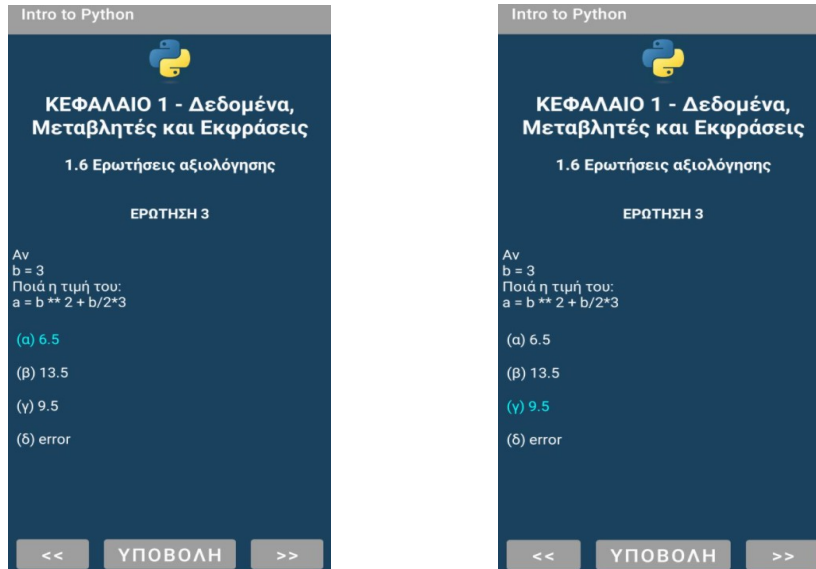 Intro to Python
ΚΕΦΑΛΑΙΟ 1 - Δεδομένα,
Μεταβλητές και Εκφράσεις
1.6 Ερωτήσεις αξιολόγησης
ΕΡΩΤΗΣΗ 3
Αν
b = 3
Ποιά η τιμή του:
a = b ** 2 + b/2*3
(α) 6.5
(β) 13.5
(γ) 9.5
(δ) error
<<
ΥΠΟΒΟΛΗ
>>
Intro to Python
ΚΕΦΑΛΑΙΟ 1 - Δεδομένα,
Μεταβλητές και Εκφράσεις
1.6 Ερωτήσεις αξιολόγησης
ΕΡΩΤΗΣΗ 3
Αν
b = 3
Ποιά η τιμή του:
a = b ** 2 + b/2*3
(α) 6.5
(β) 13.5
(γ) 9.5
(δ) error
<<
ΥΠΟΒΟΛΗ
>>